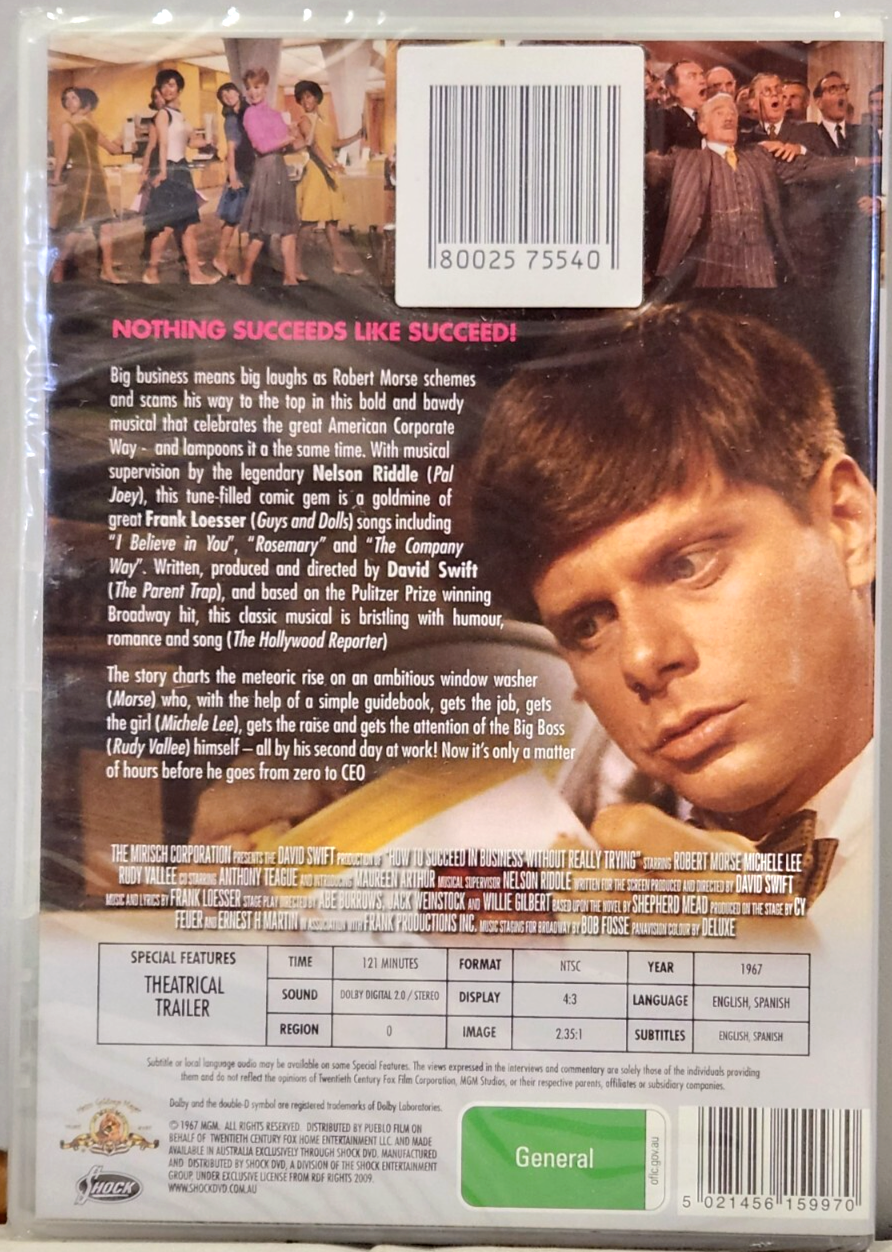 80025 75540
NOTHING SUCCEEDS LIKE SUCCEED!
Big business means big laughs as Robert Morse schemes
and scams his way to the top in this bold and bawdy
musical that celebrates the great American Corporate
Way - and lampoons it a the same time. With musical
supervision by the legendary Nelson Riddle (Pal
Joey), this tune-filled comic gem is a goldmine of
great Frank Loesser (Guys and Dolls) songs including
"I Believe in You", "Rosemary" and "The Company
Way". Written, produced and directed by David Swift
(The Parent Trap), and based on the Pulitzer Prize winning
Broadway hit, this classic musical is bristling with humour,
romance and song (The Hollywood Reporter)
The story charts the meteoric rise on an ambitious window washer
(Morse) who, with the help of a simple guidebook, gets the job, gets
the girl (Michele Lee), gets the raise and gets the attention of the Big Boss
(Rudy Vallee) himself – all by his second day at work! Now it's only a matter
of hours before he goes from zero to CEO
THE MIRISCH CORPORATION PRESENTS THE DAVID SWIFT PRODUCTION OF "HOW TO SUCCEED IN BUSINESS WITHOUT REALLY TRYING" STARRING ROBERT MORSE MICHELE LEE
RUDY VALLEE CO STARRING ANTHONY TEAGUE AND INTRODUCING MAUREEN ARTHUR MUSICAL SUPERVISOR NELSON RIDDLE WRITTEN FOR THE SCREEN PRODUCED AND DIRECTED BY DAVID SWIFT
MUSIC AND LYRICS BY FRANK LOESSER STAGE PLAY DIRECTED BY ABE BURROWS, JACK WEINSTOCK AND WILLIE GILBERT BASED UPON THE NOVEL BY SHEPHERD MEAD PRODUCED ON THE STAGE BY CY
FEUER AND ERNEST H MARTIN IN ASSOCIATION WITH FRANK PRODUCTIONS INC. MUSIC STAGING FOR BROADWAY BY BOB FOSSE PANAVISION COLOUR BY DELUXE
SPECIAL FEATURES
THEATRICAL
TRAILER
TIME 121 MINUTES FORMAT NTSC YEAR 1967
SOUND DOLBY DIGITAL 2.0 / STEREO DISPLAY 4:3 LANGUAGE ENGLISH, SPANISH
REGION 0 IMAGE 2.35:1 SUBTITLES ENGLISH, SPANISH
Subtitle or local language audio may be available on some Special Features. The views expressed in the interviews and commentary are solely those of the individuals providing
them and do not reflect the opinions of Twentieth Century Fox Film Corporation, MGM Studios, or their respective parents, affiliates or subsidiary companies.
Dolby and the double-D symbol are registered trademarks of Dolby Laboratories.
© 1967 MGM. ALL RIGHTS RESERVED. DISTRIBUTED BY PUEBLO FILM ON
BEHALF OF TWENTIETH CENTURY FOX HOME ENTERTAINMENT LLC. AND MADE
AVAILABLE IN AUSTRALIA EXCLUSIVELY THROUGH SHOCK DVD. MANUFACTURED
AND DISTRIBUTED BY SHOCK DVD, A DIVISION OF THE SHOCK ENTERTAINMENT
GROUP. UNDER EXCLUSIVE LICENSE FROM RDF RIGHTS 2009.
WWW.SHOCKDVD.COM.AU
SHOCK
General
oflc.gov.au
5 021456 159970